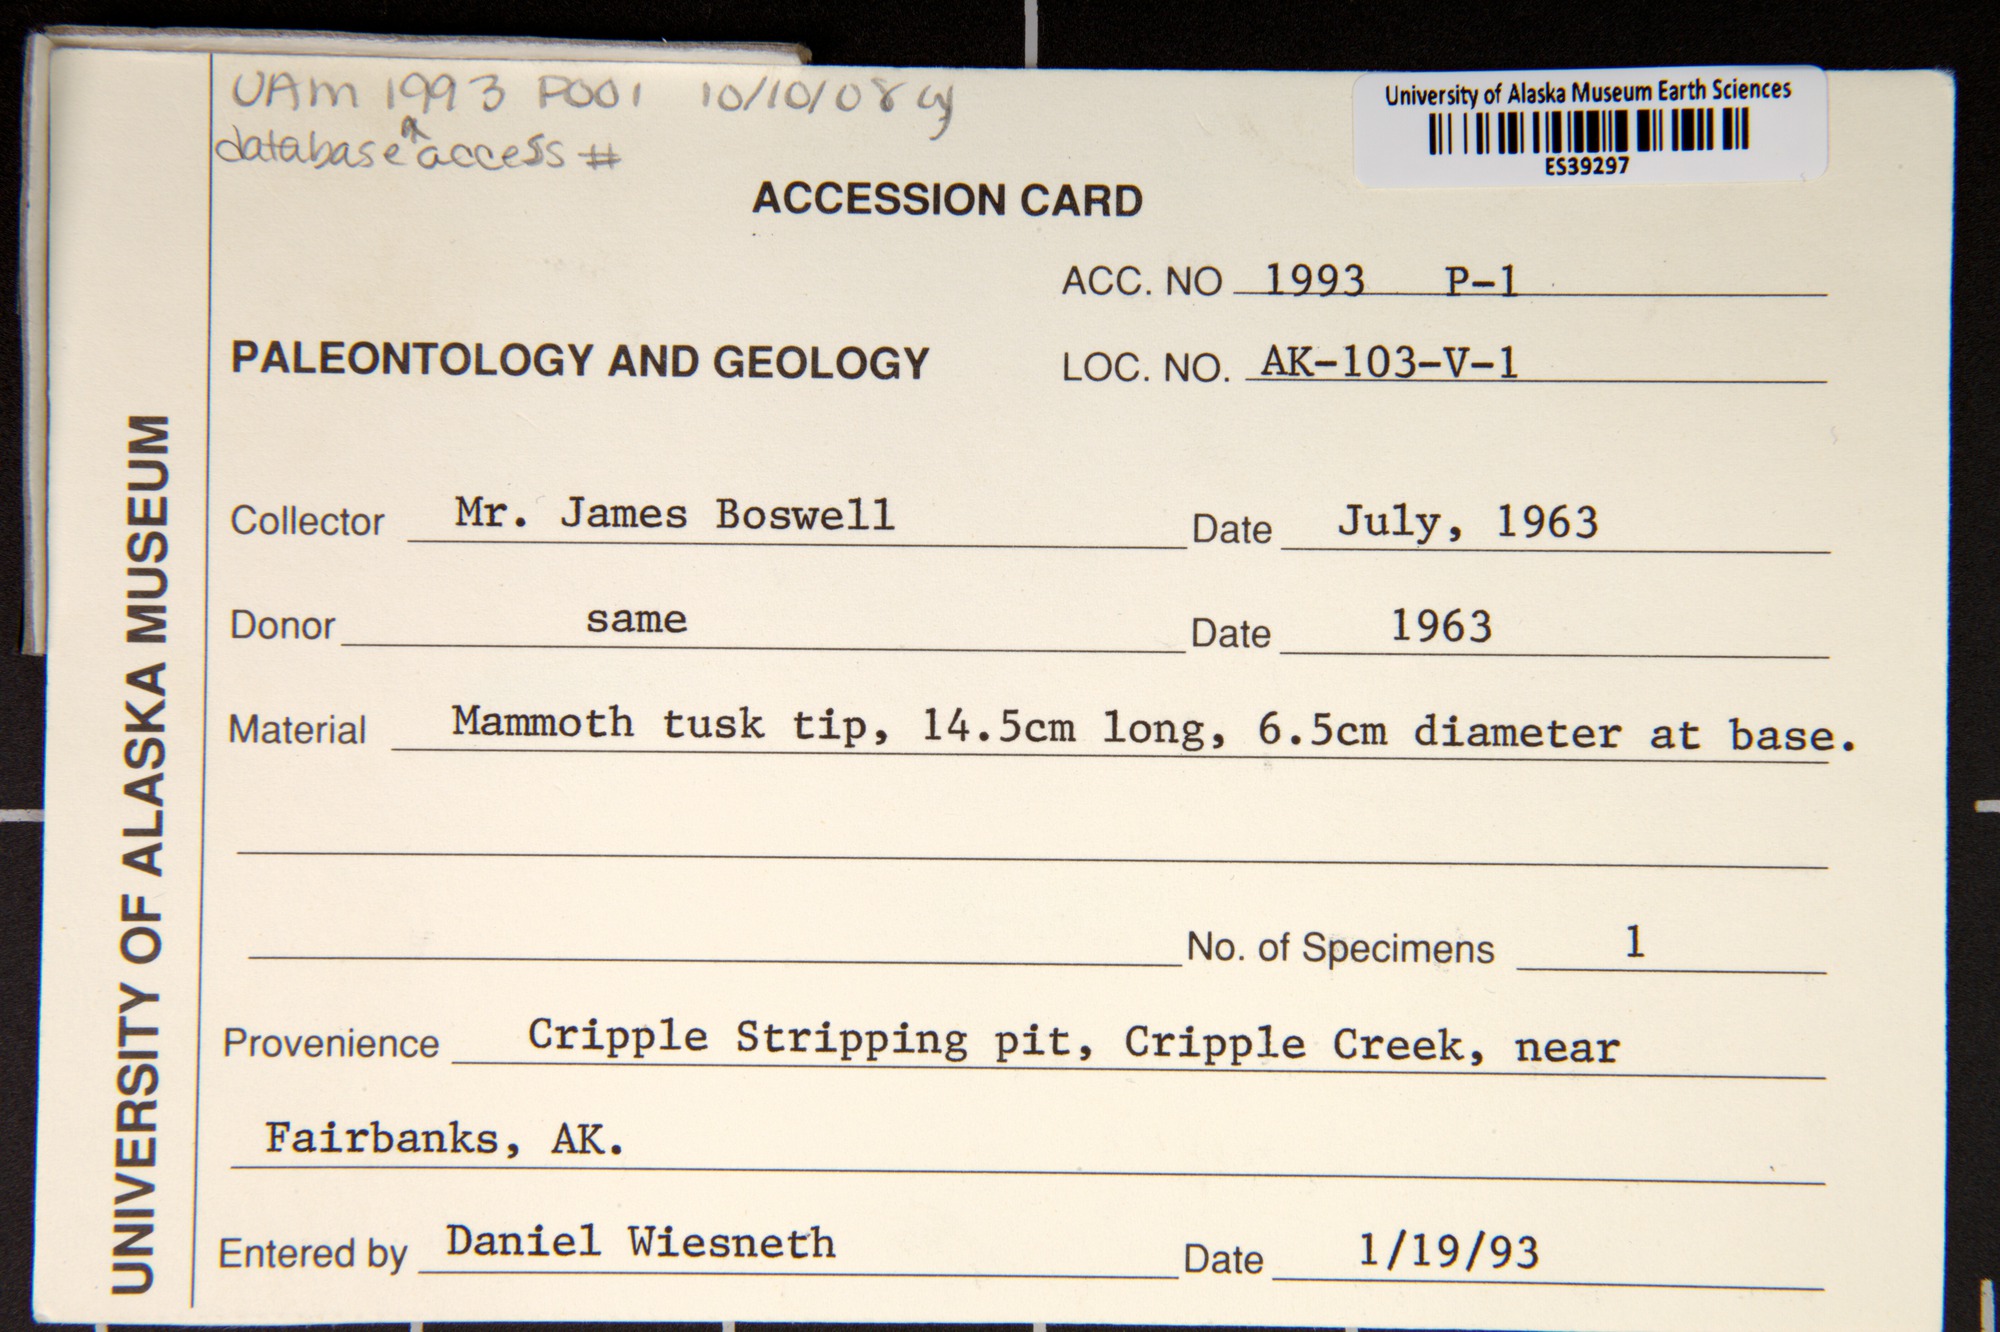 UAM 1993 P001 10/10/08
database access #
University of Alaska Museum Earth Sciences
ES39297
ACCESSION CARD
ACC. NO 1993 P-1
PALEONTOLOGY AND GEOLOGY
LOC. NO. AK-103-V-1
UNIVERSITY OF ALASKA MUSEUM
Collector Mr. James Boswell Date July, 1963
Donor same Date 1963
Material Mammoth tusk tip, 14.5cm long, 6.5cm diameter at base.
No. of Specimens 1
Provenience Cripple Stripping pit, Cripple Creek, near
Fairbanks, AK.
Entered by Daniel Wiesneth Date 1/19/93